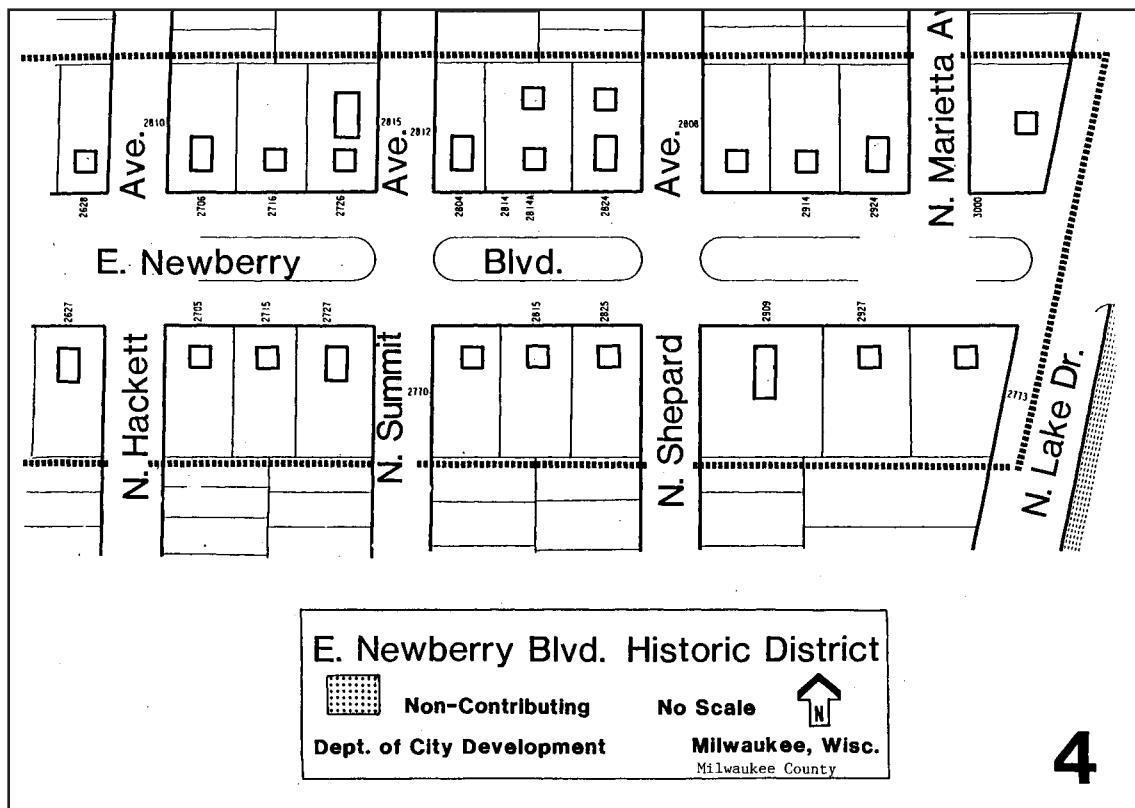 N. Marietta Av
Ave.
2810
2815
Ave.
2812
Ave.
2808
2628
2706
2716
2726
2804
2814
2814A
2824
2914
2924
3000
E. Newberry Blvd.
2627
2705
2715
2727
2815
2825
2909
2927
N. Hackett
N. Summit
2770
N. Shepard
2773
N. Lake Dr.
E. Newberry Blvd. Historic District
Non-Contributing
No Scale
N
Dept. of City Development
Milwaukee, Wisc.
Milwaukee County
4